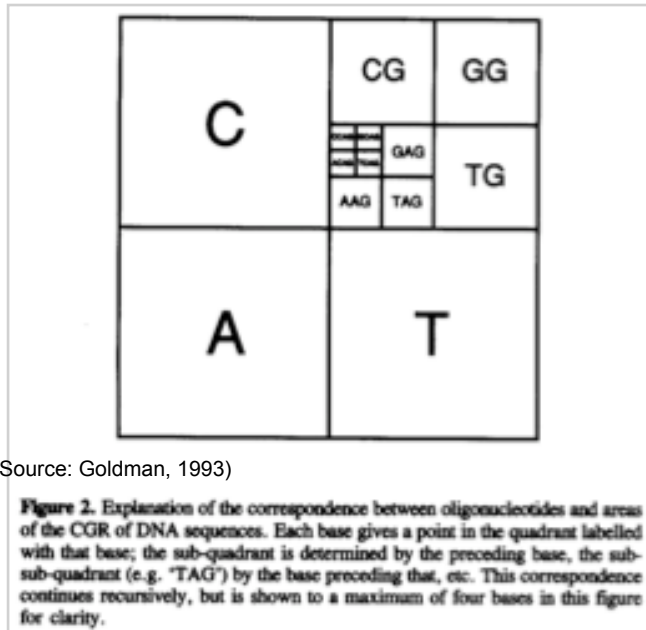 CG GG
C
GAG
TG
AAG TAG
A T
Source: Goldman, 1993)
Figure 2. Explanation of the correspondence between oligonucleotides and areas
of the CGR of DNA sequences. Each base gives a point in the quadrant labelled
with that base; the sub-quadrant is determined by the preceding base, the sub-
sub-quadrant (e.g. "TAG") by the base preceding that, etc. This correspondence
continues recursively, but is shown to a maximum of four bases in this figure
for clarity.